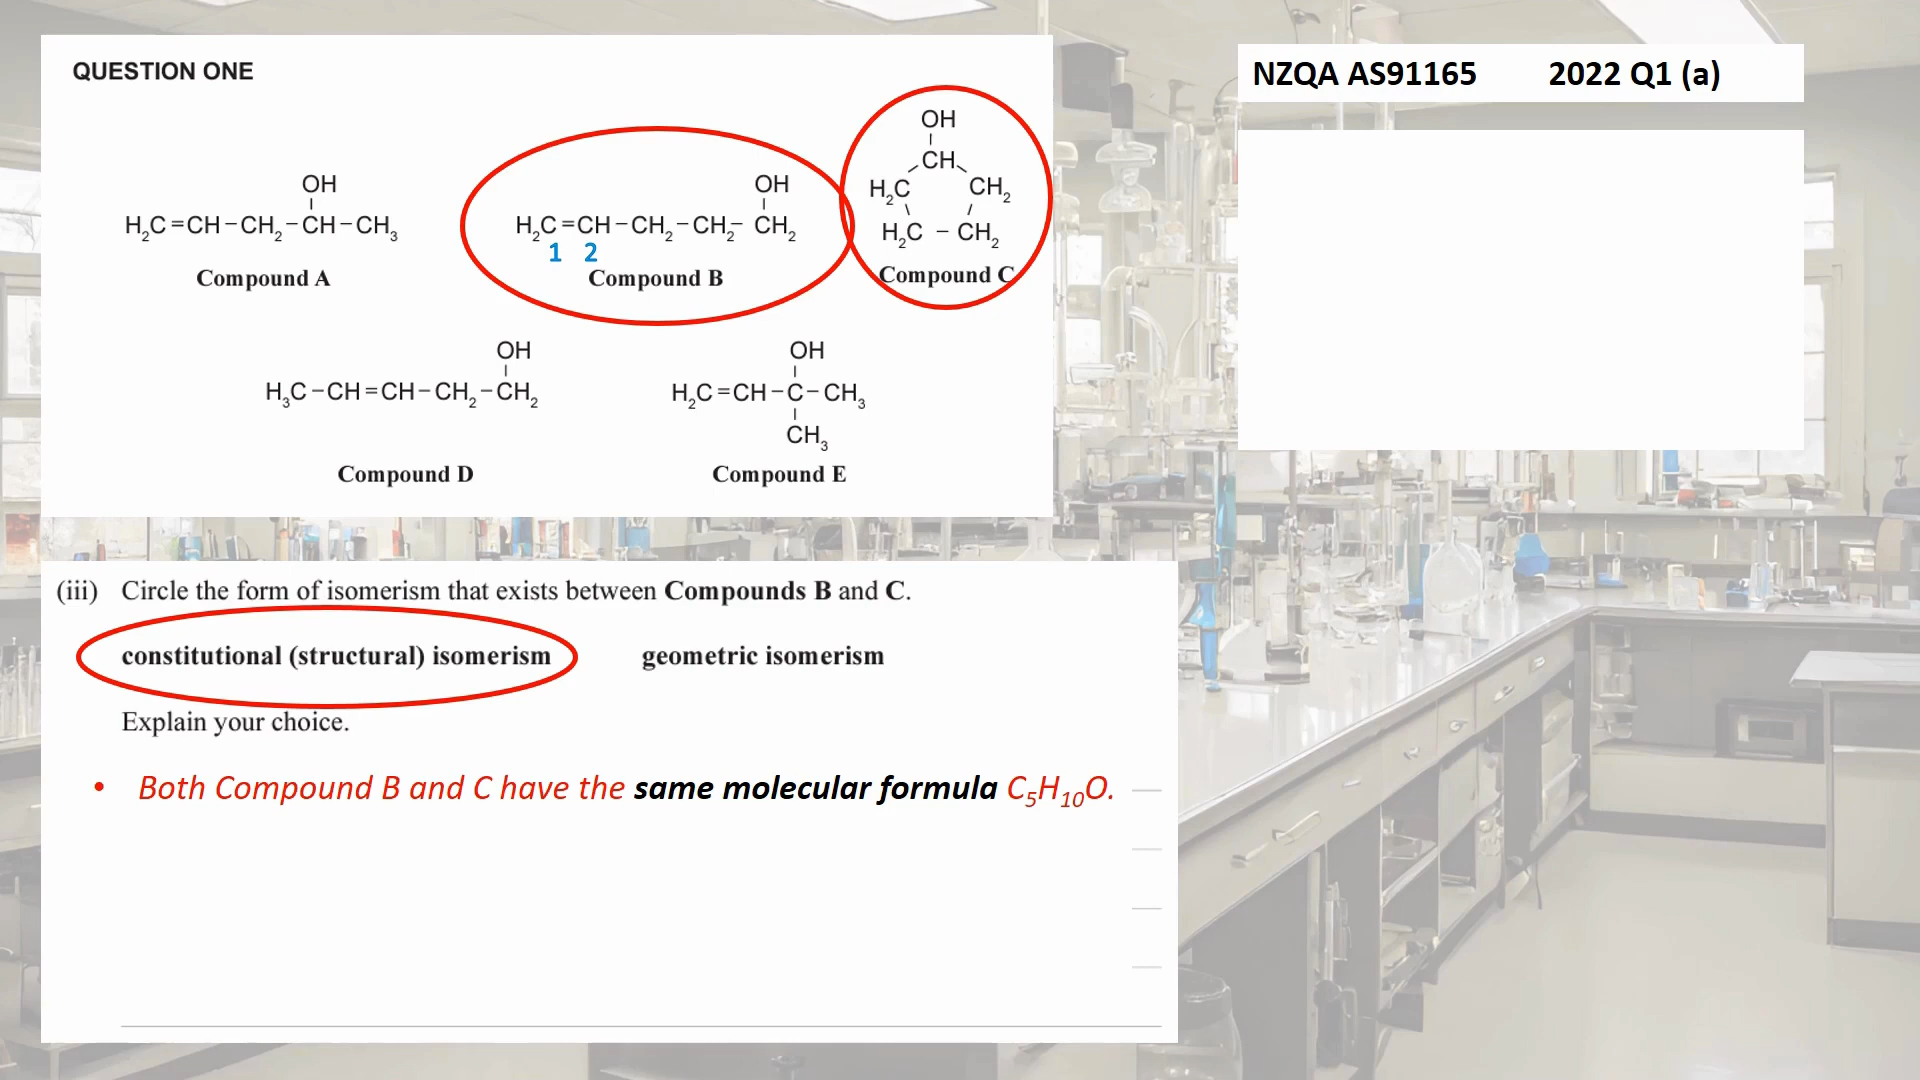 QUESTION ONE
NZQA AS91165 2022 Q1 (a)
OH
H₂C=CH–CH₂–CH–CH₃
Compound A
OH
H₂C=CH–CH₂–CH₂–CH₂
1 2
Compound B
OH
CH
H₂C CH₂
H₂C – CH₂
Compound C
OH
H₃C–CH=CH–CH₂–CH₂
Compound D
OH
H₂C=CH–C–CH₃
CH₃
Compound E
(iii) Circle the form of isomerism that exists between Compounds B and C.
constitutional (structural) isomerism geometric isomerism
Explain your choice.
• Both Compound B and C have the same molecular formula C₅H₁₀O.